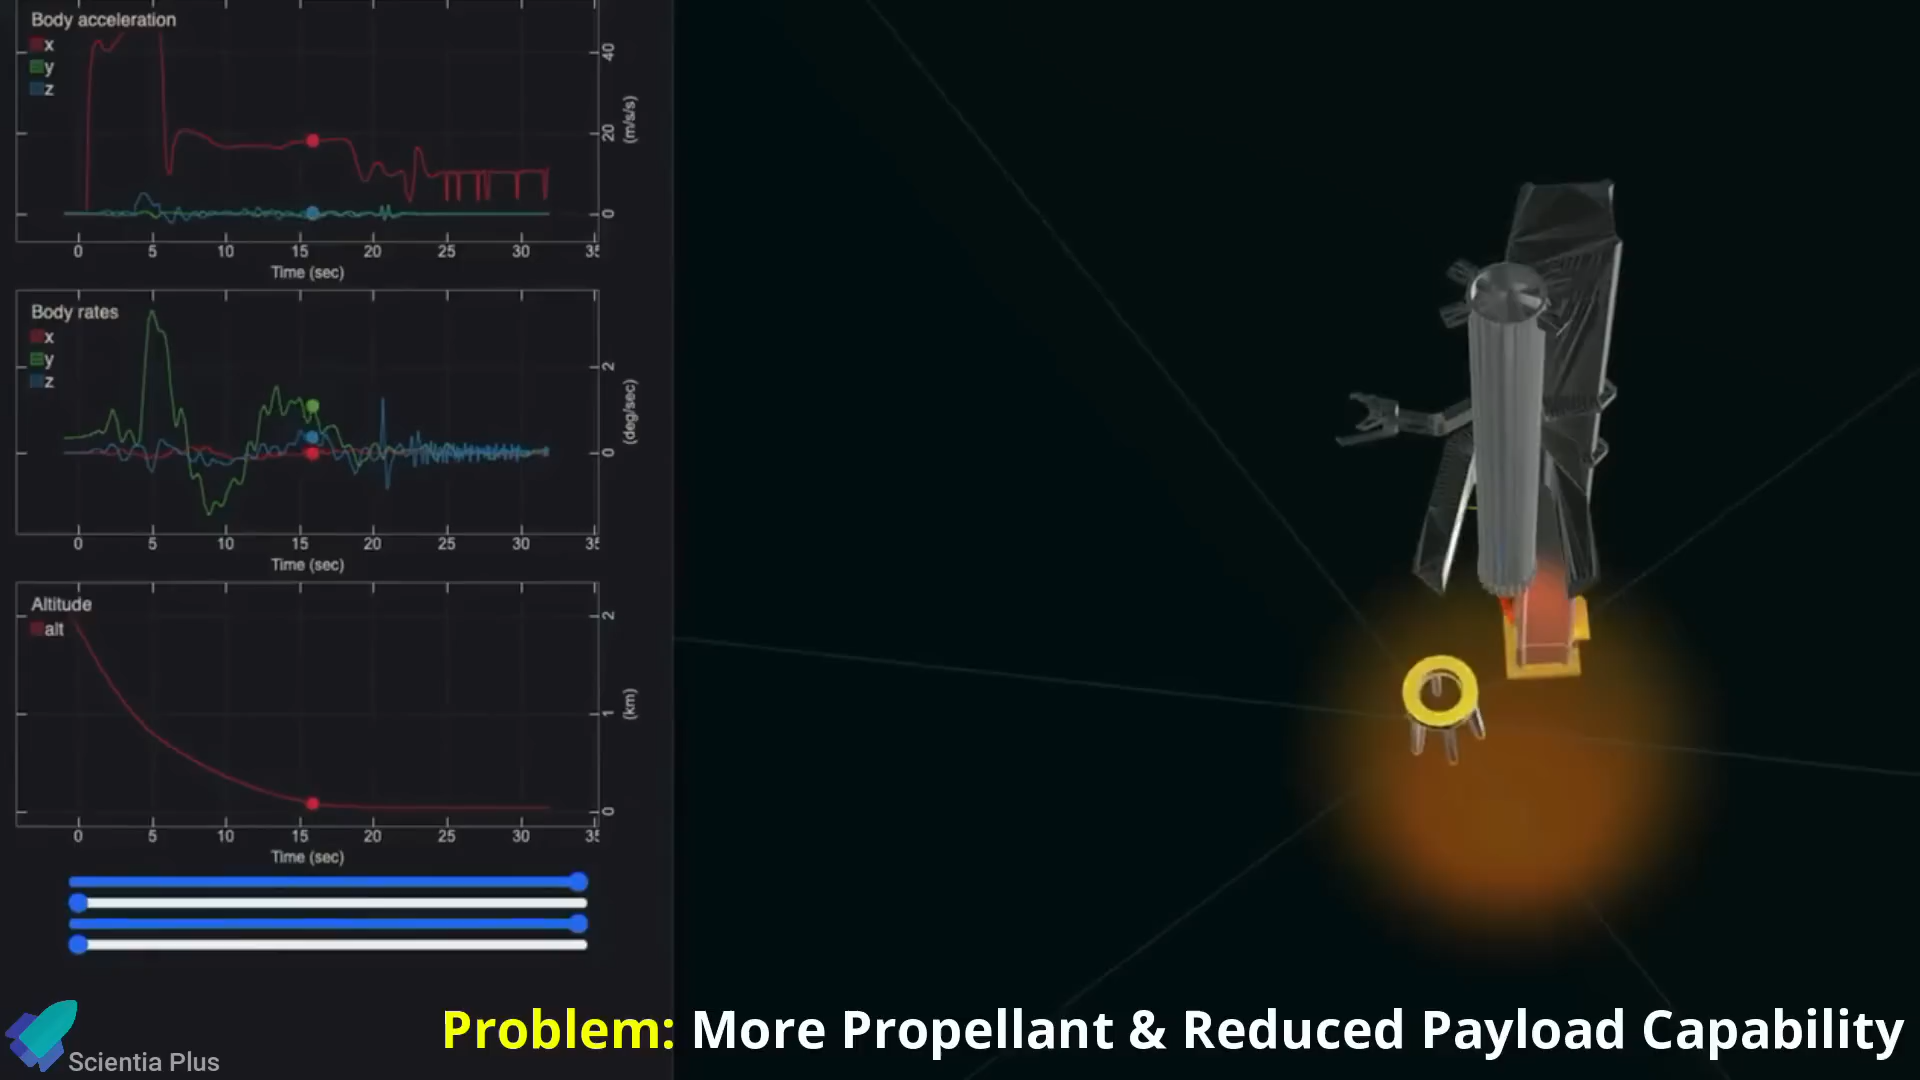 Body acceleration
x
y
z
40
20
0
(m/s/s)
0 5 10 15 20 25 30 35
Time (sec)
Body rates
x
y
z
2
0
(deg/sec)
0 5 10 15 20 25 30 35
Time (sec)
Altitude
alt
2
1
0
(km)
0 5 10 15 20 25 30 35
Time (sec)
Problem: More Propellant & Reduced Payload Capability
Scientia Plus